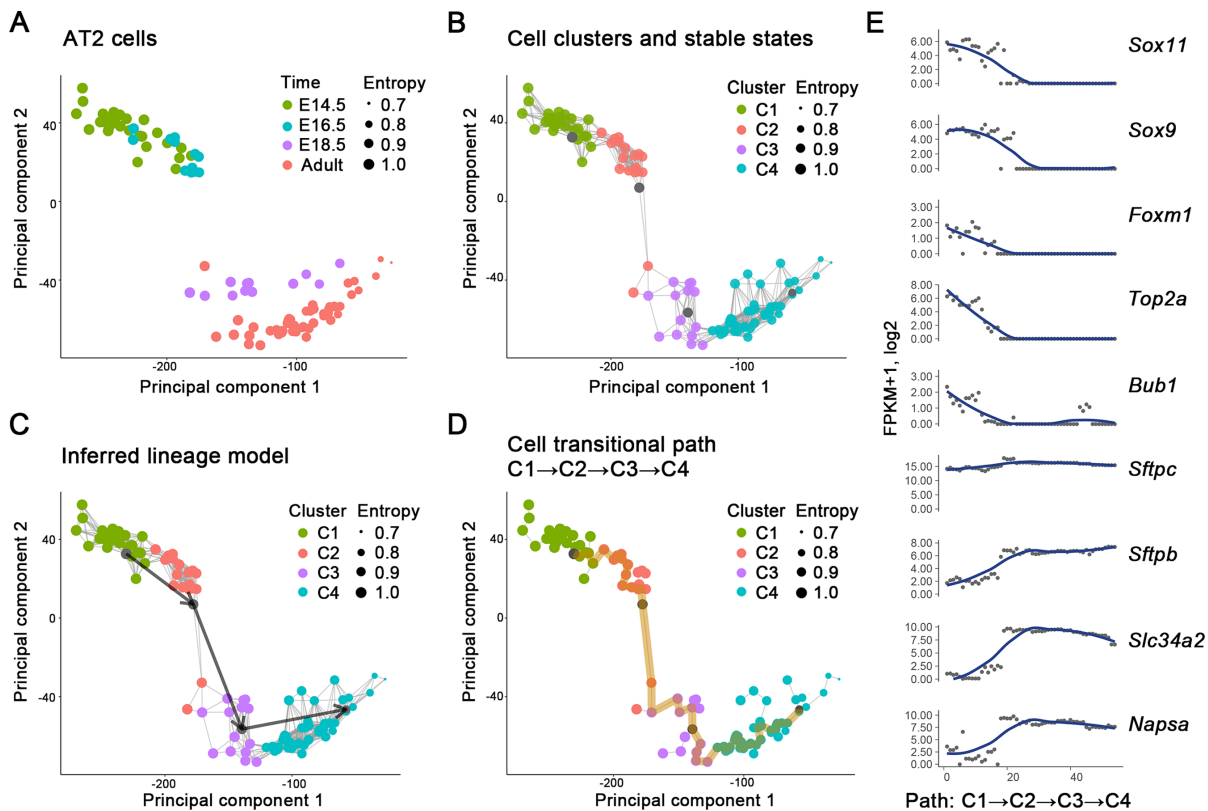 A
AT2 cells
Time
Entropy
E14.5
0.7
E16.5
0.8
E18.5
0.9
Adult
1.0
40
0
-40
Principal component 2
-200
-100
Principal component 1
B
Cell clusters and stable states
Cluster
Entropy
C1
0.7
C2
0.8
C3
0.9
C4
1.0
40
0
-40
Principal component 2
-200
-100
Principal component 1
C
Inferred lineage model
Cluster
Entropy
C1
0.7
C2
0.8
C3
0.9
C4
1.0
40
0
-40
Principal component 2
-200
-100
Principal component 1
D
Cell transitional path
C1→C2→C3→C4
Cluster
Entropy
C1
0.7
C2
0.8
C3
0.9
C4
1.0
40
0
-40
Principal component 2
-200
-100
Principal component 1
E
FPKM+1, log2
6.00
4.00
2.00
0.00
Sox11
6.00
4.00
2.00
0.00
Sox9
3.00
2.00
1.00
0.00
Foxm1
8.00
6.00
4.00
2.00
0.00
Top2a
3.00
2.00
1.00
0.00
Bub1
15.00
10.00
5.00
0.00
Sftpc
8.00
6.00
4.00
2.00
0.00
Sftpb
10.00
7.50
5.00
2.50
0.00
Slc34a2
10.00
7.50
5.00
2.50
0.00
Napsa
0
20
40
Path: C1→C2→C3→C4